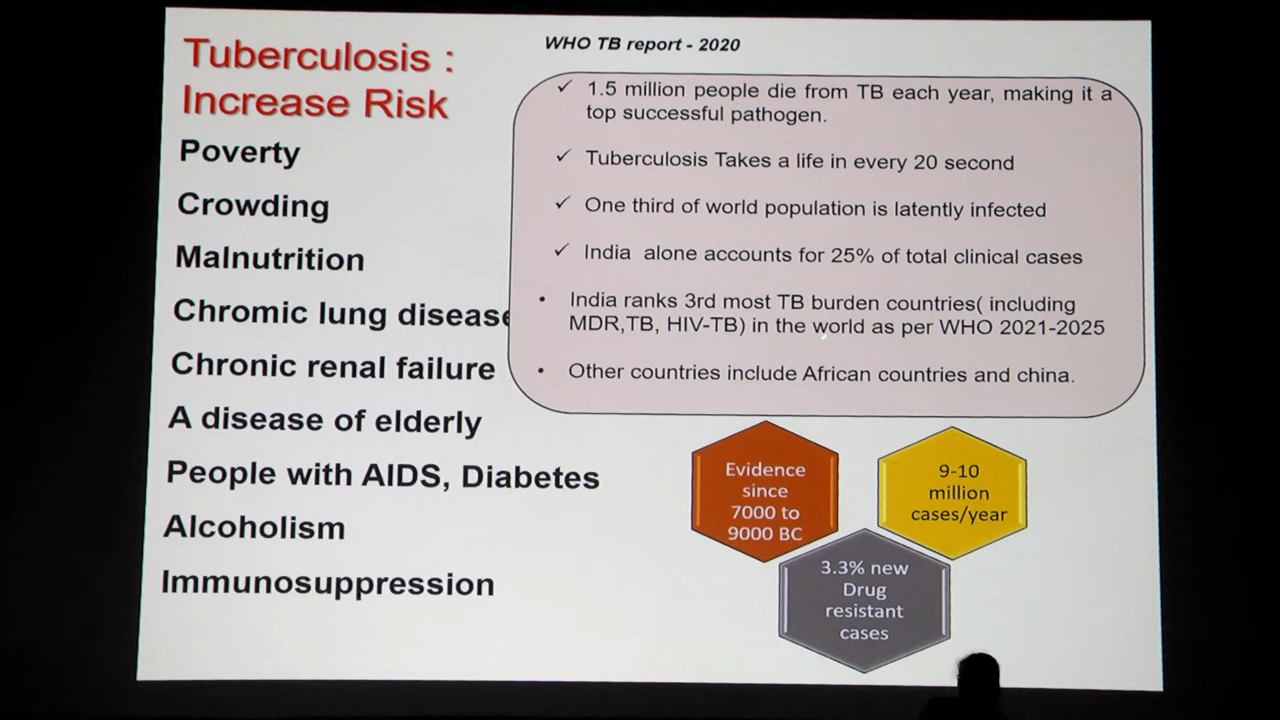 Tuberculosis :
Increase Risk
Poverty
Crowding
Malnutrition
Chromic lung disease
Chronic renal failure
A disease of elderly
People with AIDS, Diabetes
Alcoholism
Immunosuppression
WHO TB report - 2020
✓ 1.5 million people die from TB each year, making it a
top successful pathogen.
✓ Tuberculosis Takes a life in every 20 second
✓ One third of world population is latently infected
✓ India alone accounts for 25% of total clinical cases
• India ranks 3rd most TB burden countries( including
MDR,TB, HIV-TB) in the world as per WHO 2021-2025
• Other countries include African countries and china.
Evidence
since
7000 to
9000 BC
9-10
million
cases/year
3.3% new
Drug
resistant
cases